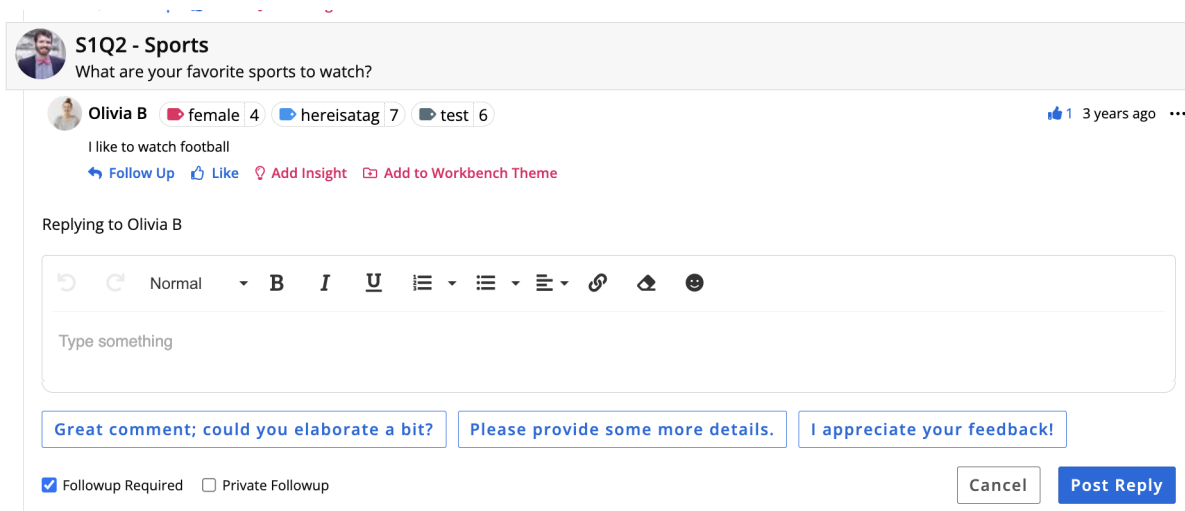 S1Q2 - Sports
What are your favorite sports to watch?
Olivia B female 4 hereisatag 7 test 6 1 3 years ago
I like to watch football
Follow Up Like Add Insight Add to Workbench Theme
Replying to Olivia B
Normal B I U
Type something
Great comment; could you elaborate a bit? Please provide some more details. I appreciate your feedback!
Followup Required Private Followup Cancel Post Reply